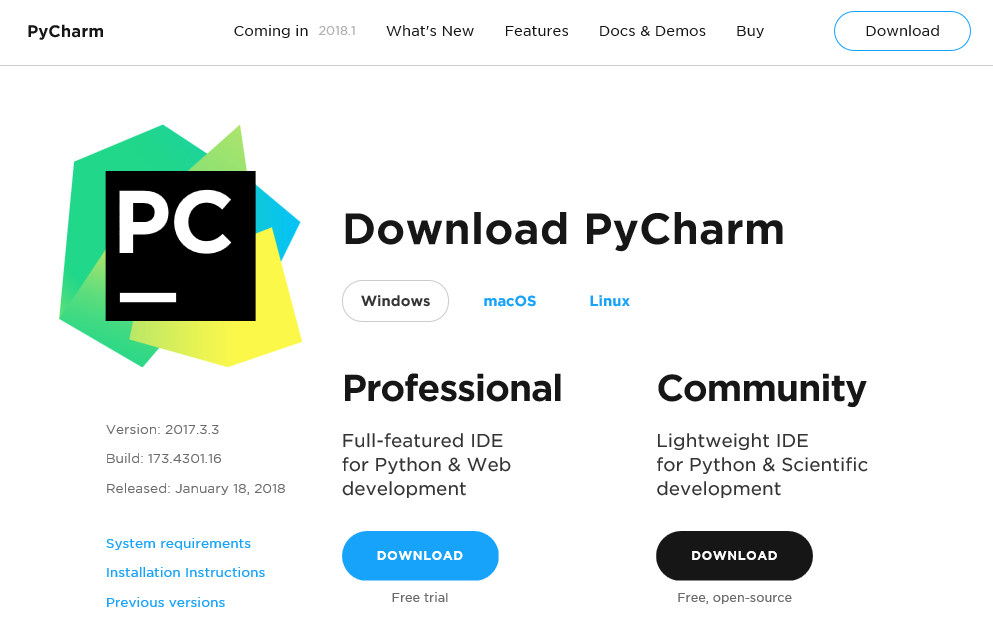 PyCharm
Coming in 2018.1
What's New
Features
Docs & Demos
Buy
Download
PC
Download PyCharm
Windows
macOS
Linux
Professional
Full-featured IDE
for Python & Web
development
DOWNLOAD
Free trial
Community
Lightweight IDE
for Python & Scientific
development
DOWNLOAD
Free, open-source
Version: 2017.3.3
Build: 173.4301.16
Released: January 18, 2018
System requirements
Installation Instructions
Previous versions